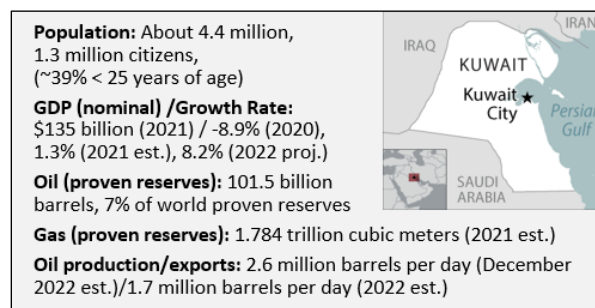 Population: About 4.4 million,
1.3 million citizens,
(~39% < 25 years of age)
GDP (nominal) /Growth Rate:
$135 billion (2021) / -8.9% (2020),
1.3% (2021 est.), 8.2% (2022 proj.)
Oil (proven reserves): 101.5 billion
barrels, 7% of world proven reserves
Gas (proven reserves): 1.784 trillion cubic meters (2021 est.)
Oil production/exports: 2.6 million barrels per day (December
2022 est.)/1.7 million barrels per day (2022 est.)
IRAN
IRAQ
KUWAIT
Kuwait
City
Persian
Gulf
SAUDI
ARABIA